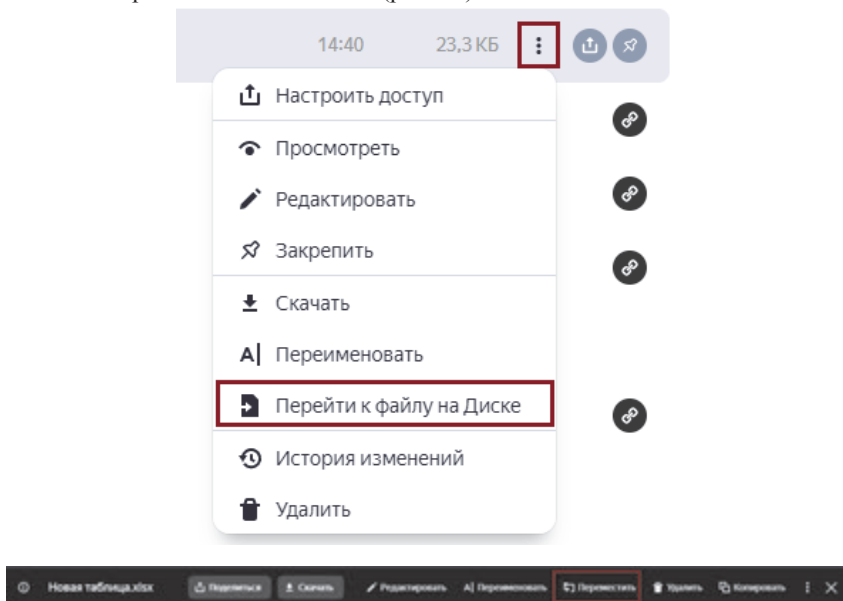 14:40 23,3 КБ
Настроить доступ
Просмотреть
Редактировать
Закрепить
Скачать
A| Переименовать
Перейти к файлу на Диске
История изменений
Удалить
Новая таблица.xlsx Поделиться Скачать Редактировать A| Переименовать Переместить Удалить Копировать